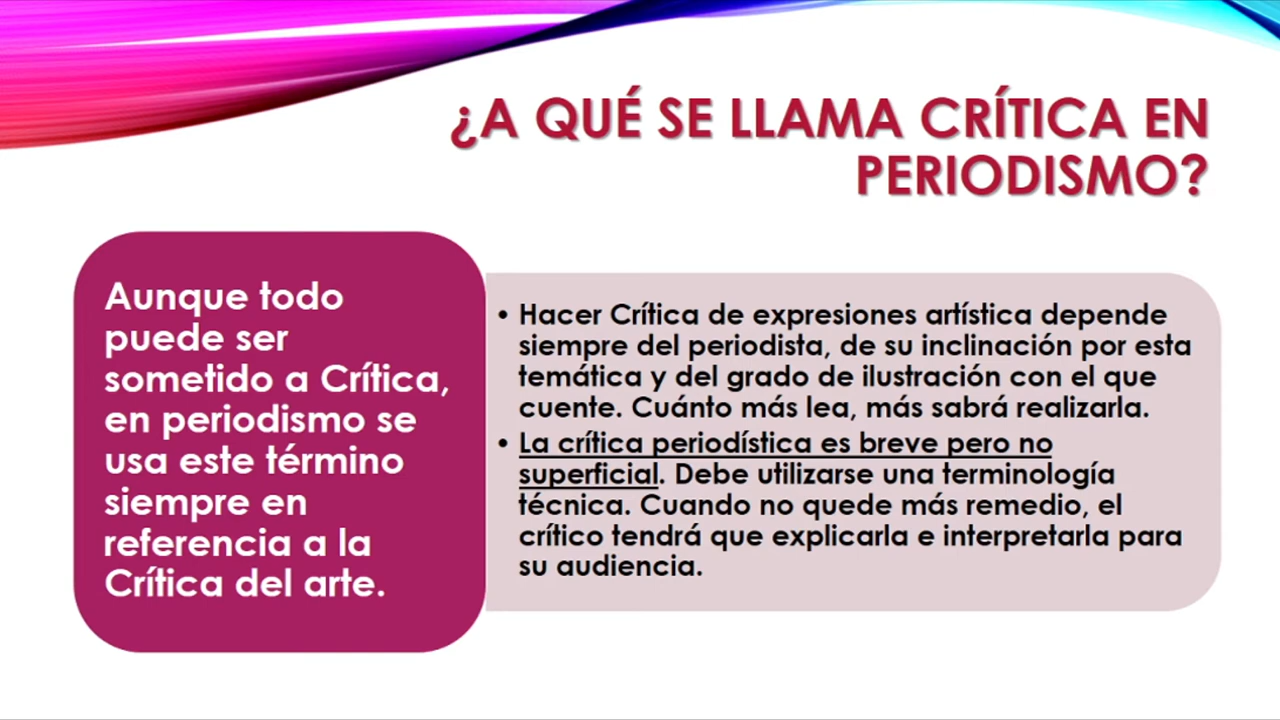 ¿A QUÉ SE LLAMA CRÍTICA EN
PERIODISMO?
Aunque todo
puede ser
sometido a Crítica,
en periodismo se
usa este término
siempre en
referencia a la
Crítica del arte.
• Hacer Crítica de expresiones artística depende
siempre del periodista, de su inclinación por esta
temática y del grado de ilustración con el que
cuente. Cuánto más lea, más sabrá realizarla.
• La crítica periodística es breve pero no
superficial. Debe utilizarse una terminología
técnica. Cuando no quede más remedio, el
crítico tendrá que explicarla e interpretarla para
su audiencia.